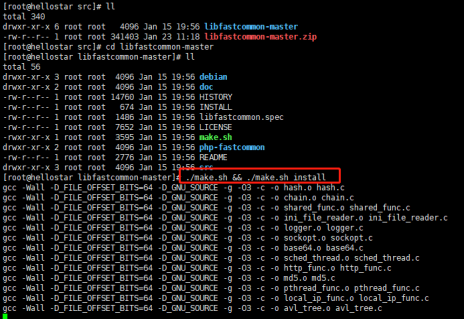 [root@hellostar src]# ll
total 340
drwxr-xr-x 6 root root 4096 Jan 15 19:56 libfastcommon-master
-rw-r--r-- 1 root root 341403 Jan 23 11:18 libfastcommon-master.zip
[root@hellostar src]# cd libfastcommon-master
[root@hellostar libfastcommon-master]# ll
total 56
drwxr-xr-x 3 root root 4096 Jan 15 19:56 debian
drwxr-xr-x 2 root root 4096 Jan 15 19:56 doc
-rw-r--r-- 1 root root 14760 Jan 15 19:56 HISTORY
-rw-r--r-- 1 root root 674 Jan 15 19:56 INSTALL
-rw-r--r-- 1 root root 1486 Jan 15 19:56 libfastcommon.spec
-rw-r--r-- 1 root root 7652 Jan 15 19:56 LICENSE
-rwxr-xr-x 1 root root 3595 Jan 15 19:56 make.sh
drwxr-xr-x 2 root root 4096 Jan 15 19:56 php-fastcommon
-rw-r--r-- 1 root root 2776 Jan 15 19:56 README
drwxr-xr-x 3 root root 4096 Jan 15 19:56 src
[root@hellostar libfastcommon-master]# ./make.sh && ./make.sh install
gcc -Wall -D_FILE_OFFSET_BITS=64 -D_GNU_SOURCE -g -O3 -c -o hash.o hash.c
gcc -Wall -D_FILE_OFFSET_BITS=64 -D_GNU_SOURCE -g -O3 -c -o chain.o chain.c
gcc -Wall -D_FILE_OFFSET_BITS=64 -D_GNU_SOURCE -g -O3 -c -o shared_func.o shared_func.c
gcc -Wall -D_FILE_OFFSET_BITS=64 -D_GNU_SOURCE -g -O3 -c -o ini_file_reader.o ini_file_reader.c
gcc -Wall -D_FILE_OFFSET_BITS=64 -D_GNU_SOURCE -g -O3 -c -o logger.o logger.c
gcc -Wall -D_FILE_OFFSET_BITS=64 -D_GNU_SOURCE -g -O3 -c -o sockopt.o sockopt.c
gcc -Wall -D_FILE_OFFSET_BITS=64 -D_GNU_SOURCE -g -O3 -c -o base64.o base64.c
gcc -Wall -D_FILE_OFFSET_BITS=64 -D_GNU_SOURCE -g -O3 -c -o sched_thread.o sched_thread.c
gcc -Wall -D_FILE_OFFSET_BITS=64 -D_GNU_SOURCE -g -O3 -c -o http_func.o http_func.c
gcc -Wall -D_FILE_OFFSET_BITS=64 -D_GNU_SOURCE -g -O3 -c -o md5.o md5.c
gcc -Wall -D_FILE_OFFSET_BITS=64 -D_GNU_SOURCE -g -O3 -c -o pthread_func.o pthread_func.c
gcc -Wall -D_FILE_OFFSET_BITS=64 -D_GNU_SOURCE -g -O3 -c -o local_ip_func.o local_ip_func.c
gcc -Wall -D_FILE_OFFSET_BITS=64 -D_GNU_SOURCE -g -O3 -c -o avl_tree.o avl_tree.c